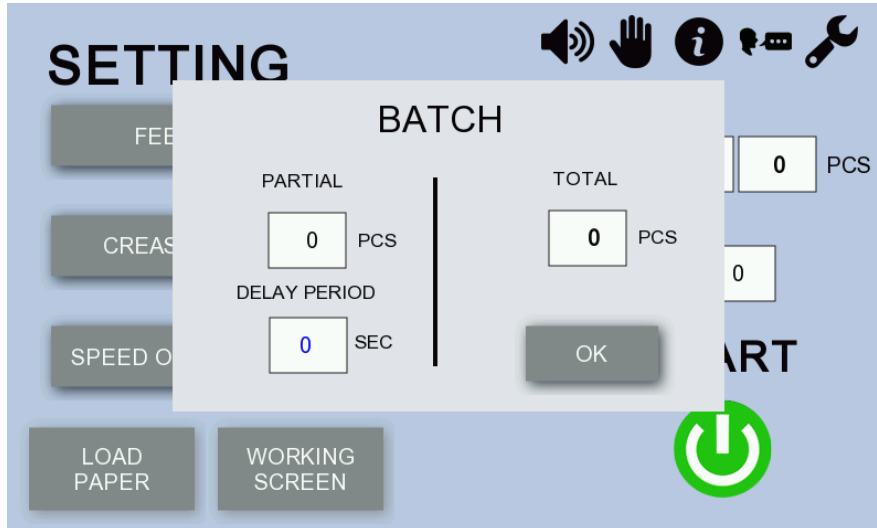 SETTING
BATCH
PARTIAL
0 PCS
DELAY PERIOD
0 SEC
TOTAL
0 PCS
OK
0 PCS
0
LOAD
PAPER
WORKING
SCREEN
SPEED